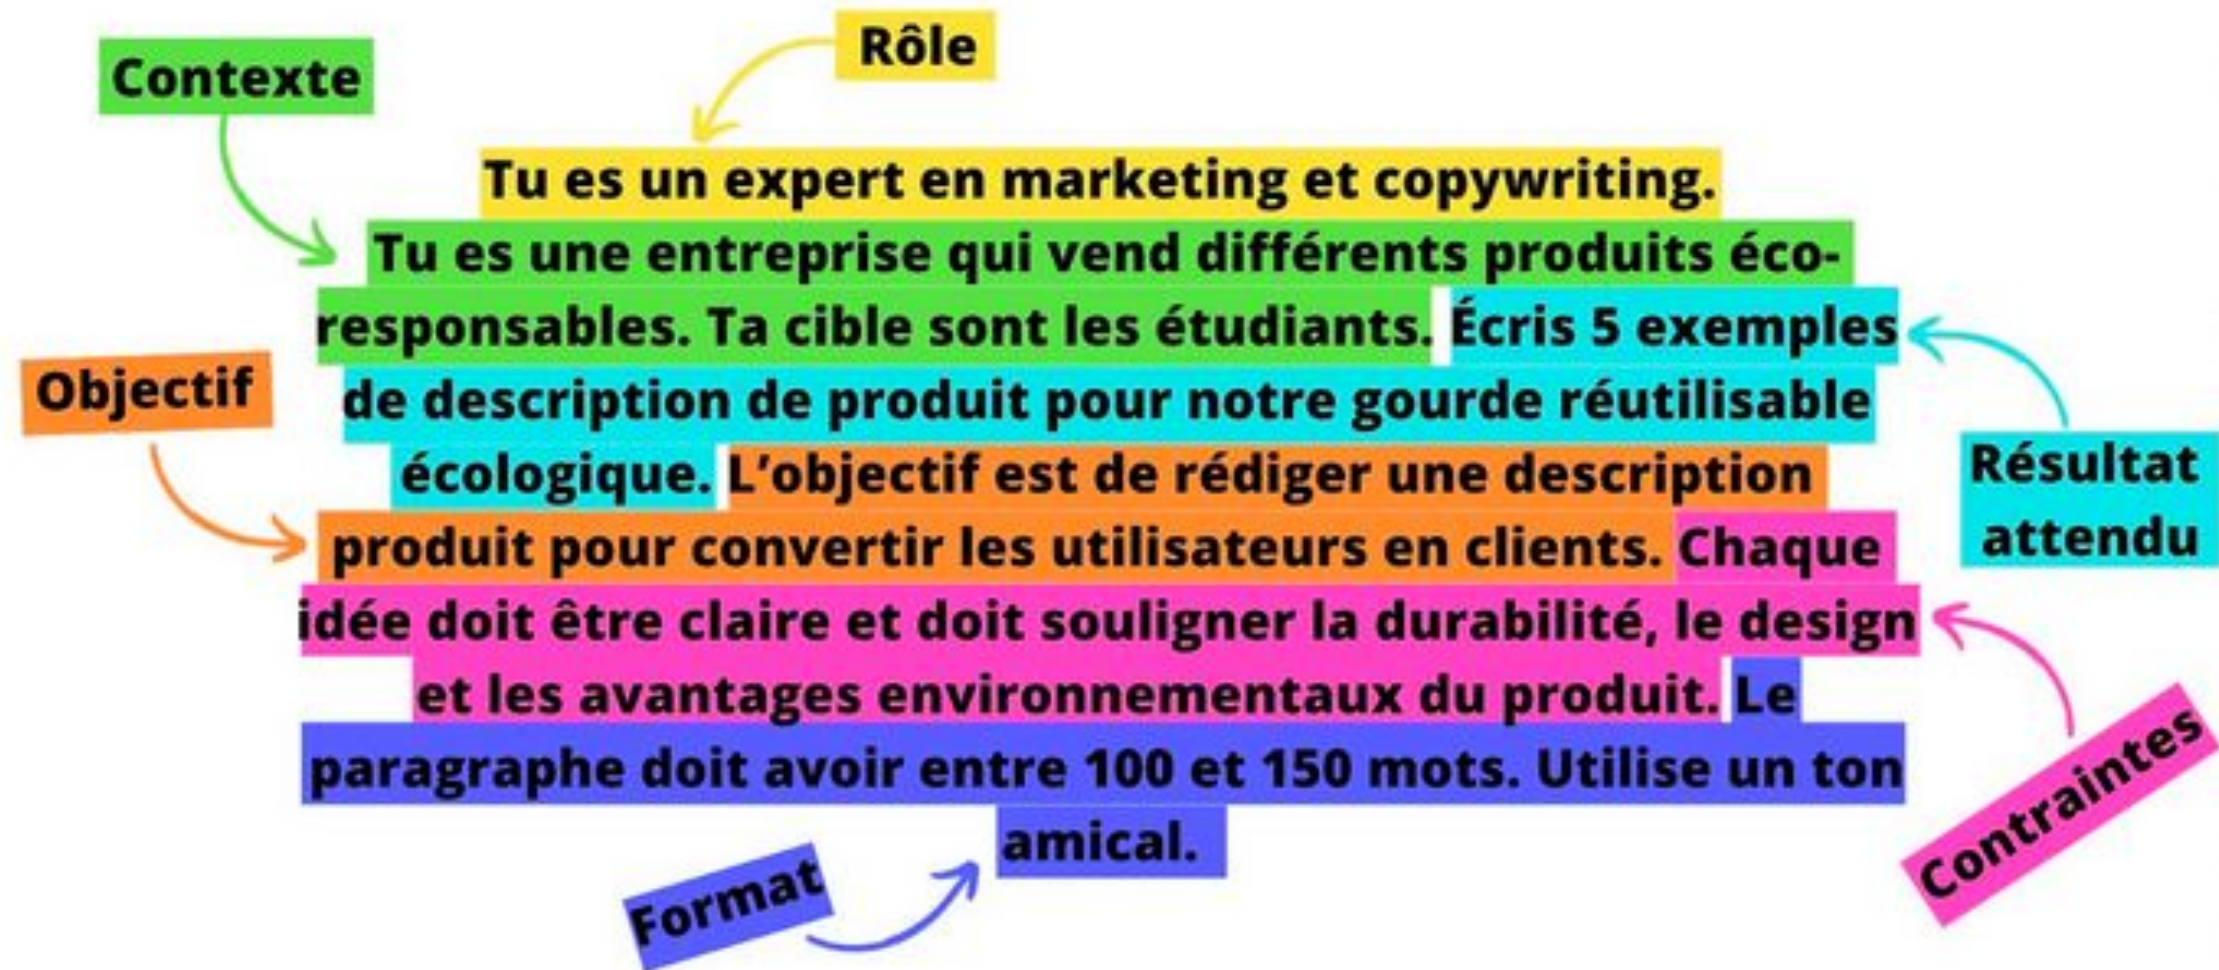 Rôle
Contexte
Tu es un expert en marketing et copywriting.
Tu es une entreprise qui vend différents produits éco-
responsables. Ta cible sont les étudiants. Écris 5 exemples
de description de produit pour notre gourde réutilisable
écologique. L’objectif est de rédiger une description
produit pour convertir les utilisateurs en clients. Chaque
idée doit être claire et doit souligner la durabilité, le design
et les avantages environnementaux du produit. Le
paragraphe doit avoir entre 100 et 150 mots. Utilise un ton
amical.
Objectif
Résultat
attendu
Contraintes
Format